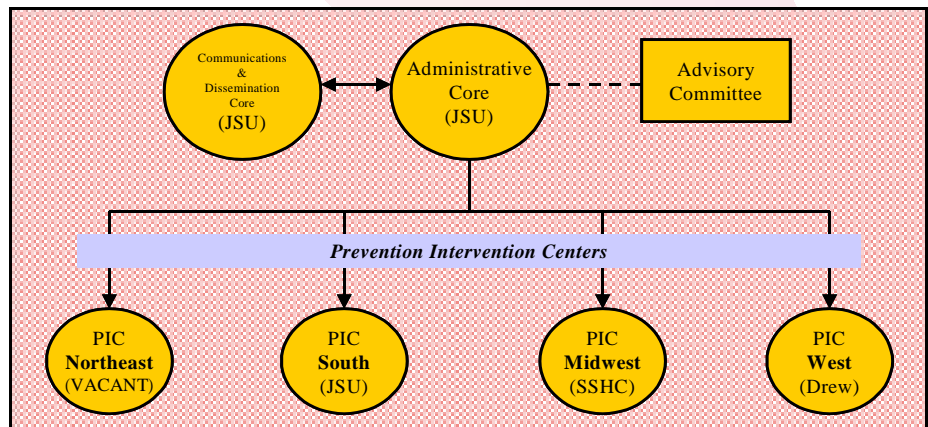 Communications
&
Dissemination
Core
(JSU)
Administrative
Core
(JSU)
Advisory
Committee
Prevention Intervention Centers
PIC
Northeast
(VACANT)
PIC
South
(JSU)
PIC
Midwest
(SSHC)
PIC
West
(Drew)